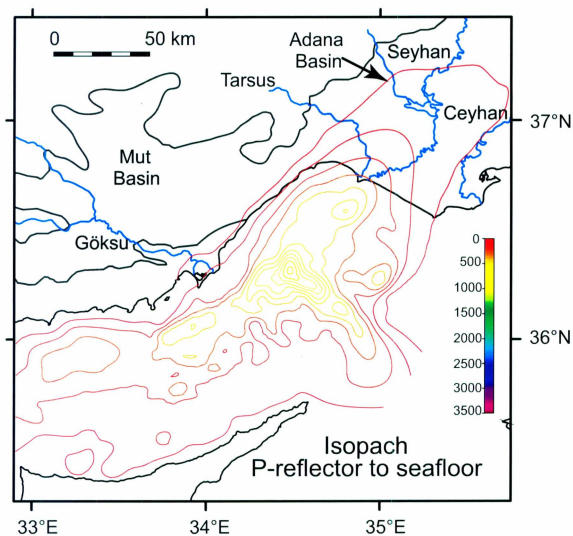 0 50 km
Adana
Basin
Seyhan
Tarsus
Ceyhan
37°N
Mut
Basin
Göksu
0
500
1000
1500
2000
2500
3000
3500
36°N
Isopach
P-reflector to seafloor
33°E
34°E
35°E